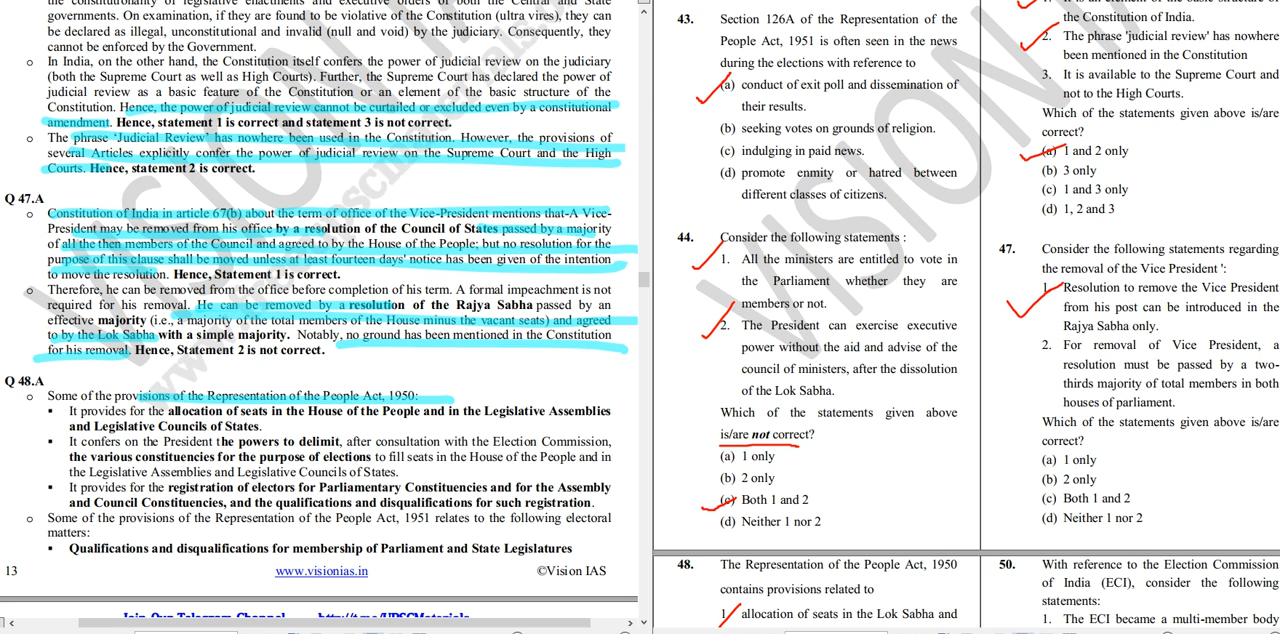 the constitutionality of legislative enactments and executive orders of both the Central and State
governments. On examination, if they are found to be violative of the Constitution (ultra vires), they can
be declared as illegal, unconstitutional and invalid (null and void) by the judiciary. Consequently, they
cannot be enforced by the Government.
o In India, on the other hand, the Constitution itself confers the power of judicial review on the judiciary
(both the Supreme Court as well as High Courts). Further, the Supreme Court has declared the power of
judicial review as a basic feature of the Constitution or an element of the basic structure of the
Constitution. Hence, the power of judicial review cannot be curtailed or excluded even by a constitutional
amendment. Hence, statement 1 is correct and statement 3 is not correct.
o The phrase 'Judicial Review' has nowhere been used in the Constitution. However, the provisions of
several Articles explicitly confer the power of judicial review on the Supreme Court and the High
Courts. Hence, statement 2 is correct.
Q 47.A
o Constitution of India in article 67(b) about the term of office of the Vice-President mentions that-A Vice-
President may be removed from his office by a resolution of the Council of States passed by a majority
of all the then members of the Council and agreed to by the House of the People; but no resolution for the
purpose of this clause shall be moved unless at least fourteen days' notice has been given of the intention
to move the resolution. Hence, Statement 1 is correct.
o Therefore, he can be removed from the office before completion of his term. A formal impeachment is not
required for his removal. He can be removed by a resolution of the Rajya Sabha passed by an
effective majority (i.e., a majority of the total members of the House minus the vacant seats) and agreed
to by the Lok Sabha with a simple majority. Notably, no ground has been mentioned in the Constitution
for his removal. Hence, Statement 2 is not correct.
Q 48.A
o Some of the provisions of the Representation of the People Act, 1950:
▪ It provides for the allocation of seats in the House of the People and in the Legislative Assemblies
and Legislative Councils of States.
▪ It confers on the President the powers to delimit, after consultation with the Election Commission,
the various constituencies for the purpose of elections to fill seats in the House of the People and in
the Legislative Assemblies and Legislative Councils of States.
▪ It provides for the registration of electors for Parliamentary Constituencies and for the Assembly
and Council Constituencies, and the qualifications and disqualifications for such registration.
o Some of the provisions of the Representation of the People Act, 1951 relates to the following electoral
matters:
▪ Qualifications and disqualifications for membership of Parliament and State Legislatures
13 www.visionias.in ©Vision IAS
Join Our Telegram Channel http://t.me/UPSCMaterials
43. Section 126A of the Representation of the
People Act, 1951 is often seen in the news
during the elections with reference to
(a) conduct of exit poll and dissemination of
their results.
(b) seeking votes on grounds of religion.
(c) indulging in paid news.
(d) promote enmity or hatred between
different classes of citizens.
44. Consider the following statements :
1. All the ministers are entitled to vote in
the Parliament whether they are
members or not.
2. The President can exercise executive
power without the aid and advise of the
council of ministers, after the dissolution
of the Lok Sabha.
Which of the statements given above
is/are not correct?
(a) 1 only
(b) 2 only
(c) Both 1 and 2
(d) Neither 1 nor 2
48. The Representation of the People Act, 1950
contains provisions related to
1. allocation of seats in the Lok Sabha and
the Constitution of India.
2. The phrase 'judicial review' has nowhere
been mentioned in the Constitution
3. It is available to the Supreme Court and
not to the High Courts.
Which of the statements given above is/are
correct?
(a) 1 and 2 only
(b) 3 only
(c) 1 and 3 only
(d) 1, 2 and 3
47. Consider the following statements regarding
the removal of the Vice President ':
1. Resolution to remove the Vice President
from his post can be introduced in the
Rajya Sabha only.
2. For removal of Vice President, a
resolution must be passed by a two-
thirds majority of total members in both
houses of parliament.
Which of the statements given above is/are
correct?
(a) 1 only
(b) 2 only
(c) Both 1 and 2
(d) Neither 1 nor 2
50. With reference to the Election Commission
of India (ECI), consider the following
statements:
1. The ECI became a multi-member body
VISION
VISION